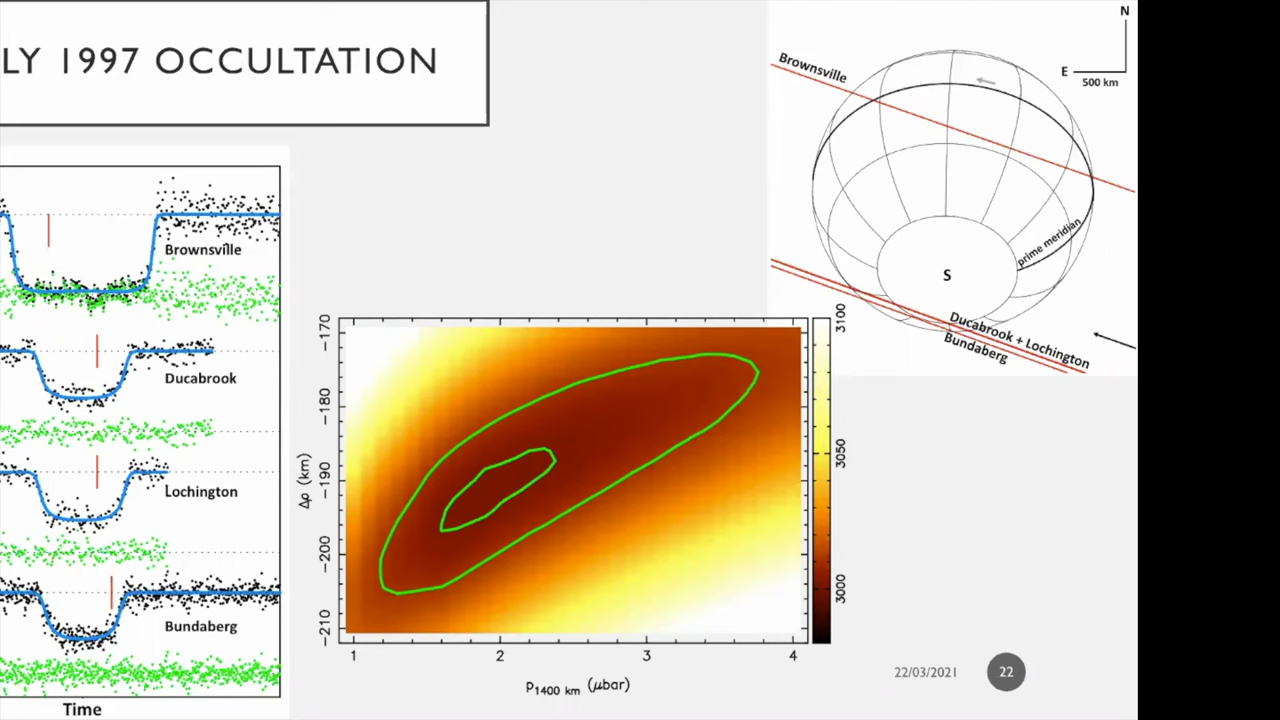 LY 1997 OCCULTATION
Brownsville
Ducabrook
Lochington
Bundaberg
Time
-170
-180
-190
-200
-210
Δρ (km)
1
2
3
4
p1400 km (μbar)
3100
3050
3000
N
E
500 km
Brownsville
prime meridian
S
Ducabrook + Lochington
Bundaberg
22/03/2021
22